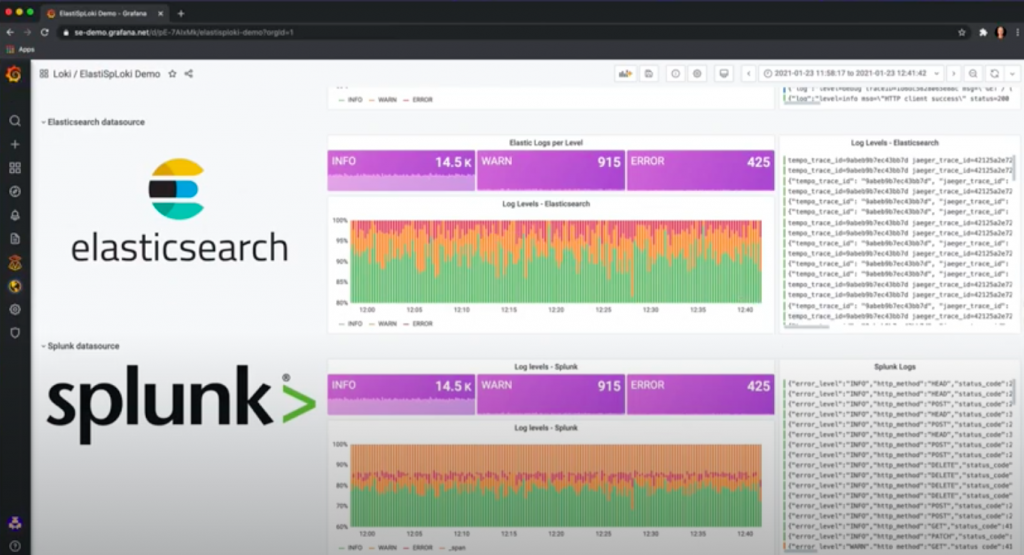 ElastiSpLoki Demo - Grafana
se-demo.grafana.net/d/pE-7AlxMk/elastisploki-demo?orgId=1
Apps
Loki / ElastiSpLoki Demo
2021-01-23 11:58:17 to 2021-01-23 12:41:42
INFO WARN ERROR
{"log":"level=info msg=\"HTTP client success\" status=200
Elasticsearch datasource
elasticsearch
Elastic Logs per Level
INFO 14.5 K WARN 915 ERROR 425
Log Levels - Elasticsearch
100%
95%
90%
85%
80%
12:00 12:05 12:10 12:15 12:20 12:25 12:30 12:35 12:40
INFO WARN ERROR
Log Levels - Elasticsearch
tempo_trace_id=9abeb9b7ec43bb7d jaeger_trace_id=42125a2e72
tempo_trace_id=9abeb9b7ec43bb7d jaeger_trace_id=42125a2e72
{"tempo_trace_id": "9abeb9b7ec43bb7d", "jaeger_trace_id":
tempo_trace_id=9abeb9b7ec43bb7d jaeger_trace_id=42125a2e72
{"tempo_trace_id": "9abeb9b7ec43bb7d", "jaeger_trace_id":
{"tempo_trace_id": "9abeb9b7ec43bb7d", "jaeger_trace_id":
tempo_trace_id=9abeb9b7ec43bb7d jaeger_trace_id=42125a2e72
{"tempo_trace_id": "9abeb9b7ec43bb7d", "jaeger_trace_id":
tempo_trace_id=9abeb9b7ec43bb7d jaeger_trace_id=42125a2e72
tempo_trace_id=9abeb9b7ec43bb7d jaeger_trace_id=42125a2e72
{"tempo_trace_id": "9abeb9b7ec43bb7d", "jaeger_trace_id":
{"tempo_trace_id": "9abeb9b7ec43bb7d", "jaeger_trace_id":
tempo_trace_id=9abeb9b7ec43bb7d jaeger_trace_id=42125a2e72
tempo_trace_id=9abeb9b7ec43bb7d jaeger_trace_id=42125a2e72
{"tempo_trace_id": "9abeb9b7ec43bb7d", "jaeger_trace_id":
tempo_trace_id=9abeb9b7ec43bb7d jaeger_trace_id=42125a2e72
Splunk datasource
splunk®>
Log levels - Splunk
INFO 14.5 K WARN 915 ERROR 425
Log levels - Splunk
100%
90%
80%
70%
60%
12:00 12:05 12:10 12:15 12:20 12:25 12:30 12:35 12:40
INFO WARN ERROR _span
Splunk Logs
{"error_level":"INFO","http_method":"HEAD","status_code":2
{"error_level":"INFO","http_method":"HEAD","status_code":2
{"error_level":"INFO","http_method":"POST","status_code":2
{"error_level":"INFO","http_method":"HEAD","status_code":3
{"error_level":"INFO","http_method":"POST","status_code":2
{"error_level":"INFO","http_method":"HEAD","status_code":3
{"error_level":"INFO","http_method":"POST","status_code":2
{"error_level":"INFO","http_method":"POST","status_code":2
{"error_level":"INFO","http_method":"DELETE","status_code"
{"error_level":"INFO","http_method":"DELETE","status_code"
{"error_level":"INFO","http_method":"DELETE","status_code"
{"error_level":"INFO","http_method":"DELETE","status_code"
{"error_level":"INFO","http_method":"POST","status_code":2
{"error_level":"INFO","http_method":"GET","status_code":43
{"error_level":"INFO","http_method":"PATCH","status_code":
{"error_level":"WARN","http_method":"GET","status_code":43